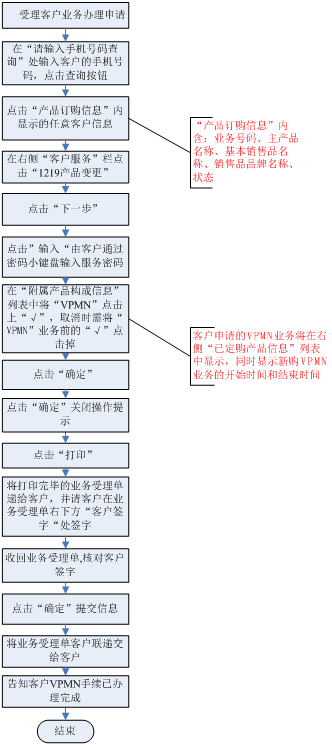 受理客户业务办理申请
在“请输入手机号码查
询”处输入客户的手机号
码，点击查询按钮
点击“产品订购信息”内
显示的任意客户信息
“产品订购信息”内
含：业务号码、主产品
名称、基本销售品名
称、销售品品牌名称、
状态
在右侧“客户服务”栏点
击“1219产品变更”
点击“下一步”
点击”输入“由客户通过
密码小键盘输入服务密码
在“附属产品构成信息”
列表中将“VPMN”点击
上“√”，取消时需将“
VPMN”业务前的“√”点
击掉
客户申请的VPMN业务将在右
侧“已定购产品信息”列表
中显示，同时显示新购VPMN
业务的开始时间和结束时间
点击“确定”
点击“确定”关闭操作提
示
点击“打印”
将打印完毕的业务受理单
递给客户，并请客户在业
务受理单右下方“客户签
字“处签字
收回业务受理单,核对客户
签字
点击“确定”提交信息
将业务受理单客户联递交
给客户
告知客户VPMN手续已办
理完成
结束